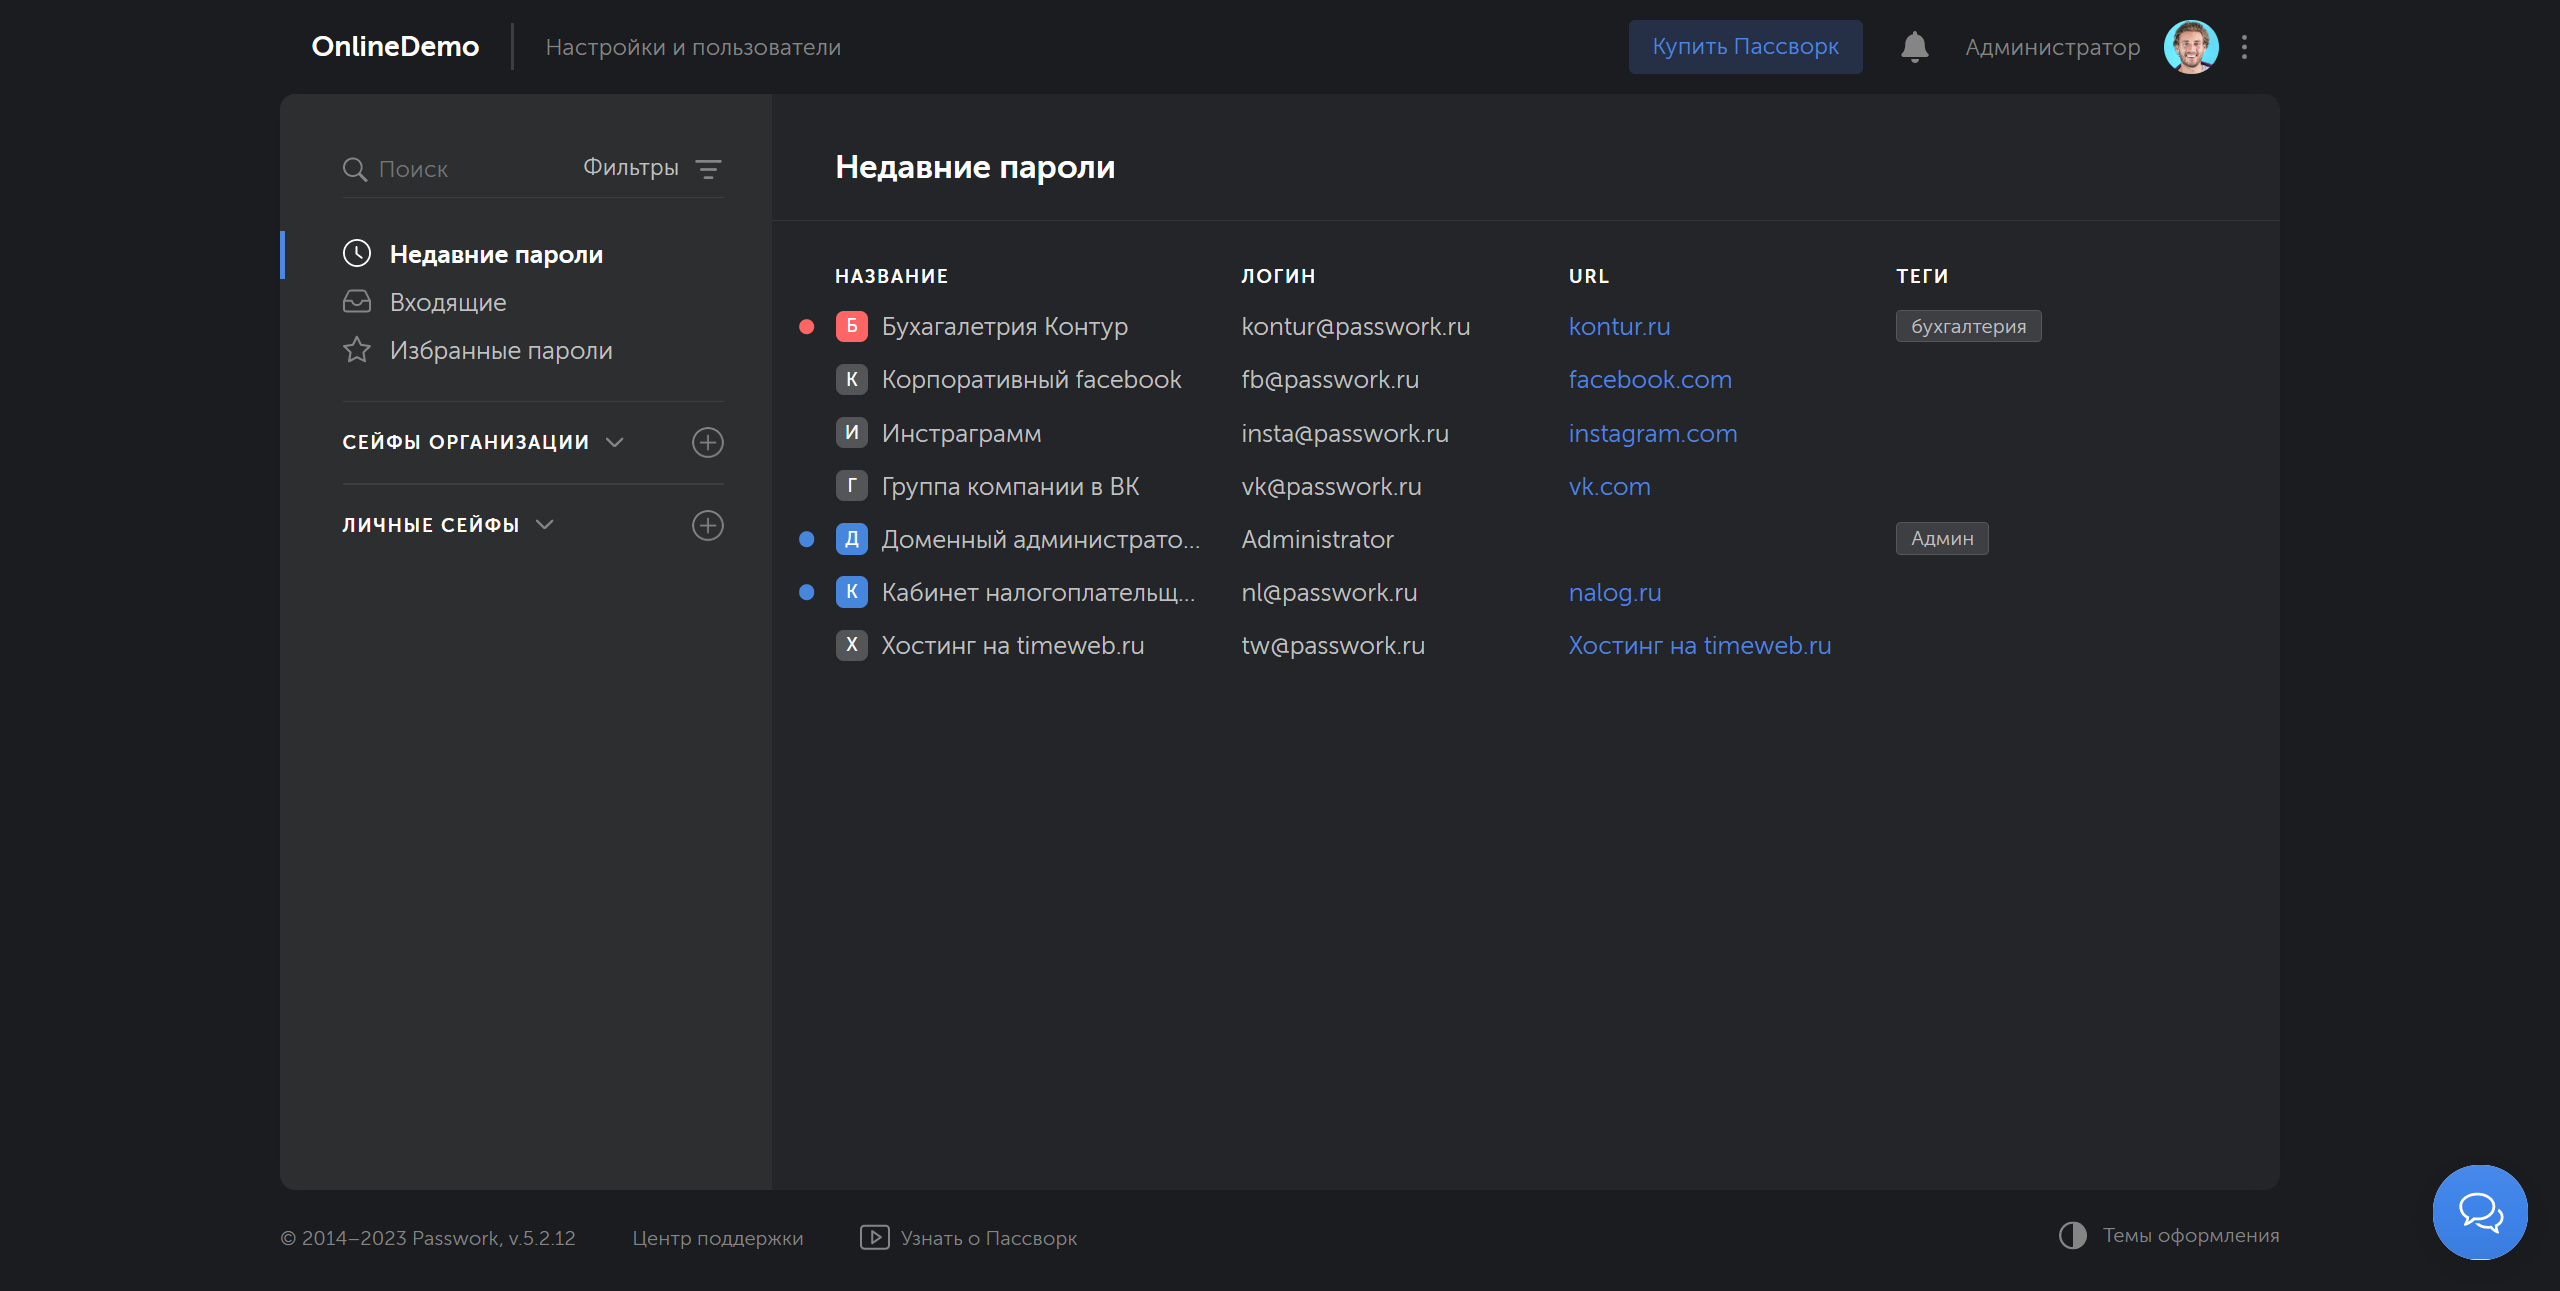 OnlineDemo
Настройки и пользователи
Купить Пассворк
Администратор
Поиск
Фильтры
Недавние пароли
Входящие
Избранные пароли
СЕЙФЫ ОРГАНИЗАЦИИ
ЛИЧНЫЕ СЕЙФЫ
Недавние пароли
НАЗВАНИЕ ЛОГИН URL ТЕГИ
Б Бухагалетрия Контур kontur@passwork.ru kontur.ru бухгалтерия
К Корпоративный facebook fb@passwork.ru facebook.com
И Инстраграмм insta@passwork.ru instagram.com
Г Группа компании в ВК vk@passwork.ru vk.com
Д Доменный администрато... Administrator Админ
К Кабинет налогоплательщ... nl@passwork.ru nalog.ru
Х Хостинг на timeweb.ru tw@passwork.ru Хостинг на timeweb.ru
© 2014–2023 Passwork, v.5.2.12
Центр поддержки
Узнать о Пассворк
Темы оформления